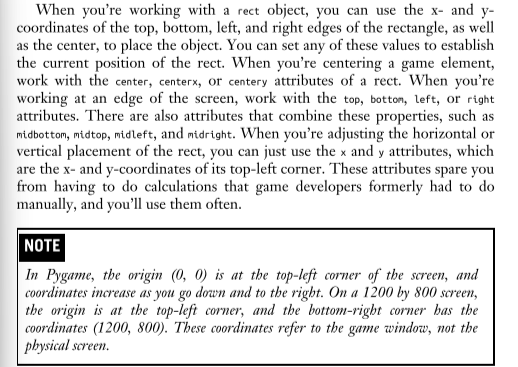 When you're working with a rect object, you can use the x- and y-
coordinates of the top, bottom, left, and right edges of the rectangle, as well
as the center, to place the object. You can set any of these values to establish
the current position of the rect. When you're centering a game element,
work with the center, centerx, or centery attributes of a rect. When you're
working at an edge of the screen, work with the top, bottom, left, or right
attributes. There are also attributes that combine these properties, such as
midbottom, midtop, midleft, and midright. When you're adjusting the horizontal or
vertical placement of the rect, you can just use the x and y attributes, which
are the x- and y-coordinates of its top-left corner. These attributes spare you
from having to do calculations that game developers formerly had to do
manually, and you'll use them often.
NOTE
In Pygame, the origin (0, 0) is at the top-left corner of the screen, and
coordinates increase as you go down and to the right. On a 1200 by 800 screen,
the origin is at the top-left corner, and the bottom-right corner has the
coordinates (1200, 800). These coordinates refer to the game window, not the
physical screen.